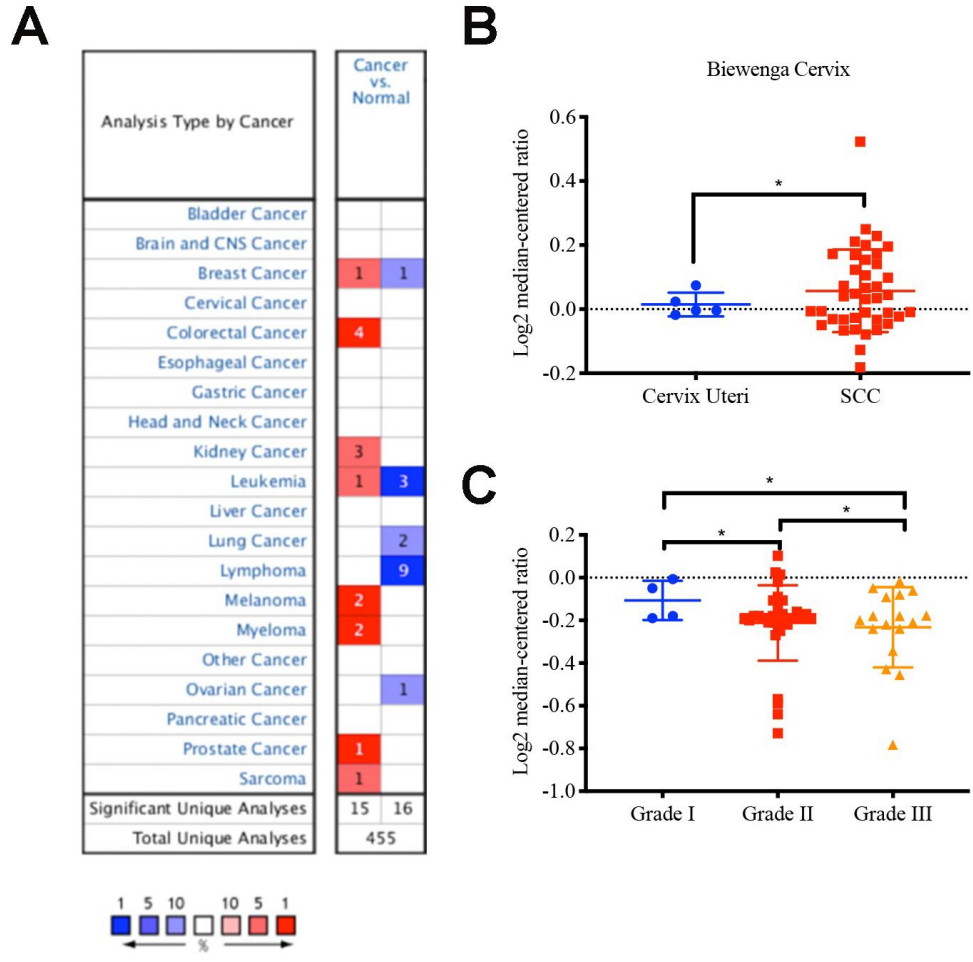 A
Analysis Type by Cancer
Cancer
vs.
Normal
Bladder Cancer
Brain and CNS Cancer
Breast Cancer 1 1
Cervical Cancer
Colorectal Cancer 4
Esophageal Cancer
Gastric Cancer
Head and Neck Cancer
Kidney Cancer 3
Leukemia 1 3
Liver Cancer
Lung Cancer 2
Lymphoma 9
Melanoma 2
Myeloma 2
Other Cancer
Ovarian Cancer 1
Pancreatic Cancer
Prostate Cancer 1
Sarcoma 1
Significant Unique Analyses 15 16
Total Unique Analyses 455
1 5 10 10 5 1
%
B
Biewenga Cervix
Log2 median-centered ratio
0.6
0.4
0.2
0.0
-0.2
*
Cervix Uteri SCC
C
Log2 median-centered ratio
0.2
0.0
-0.2
-0.4
-0.6
-0.8
-1.0
*
* *
Grade I Grade II Grade III